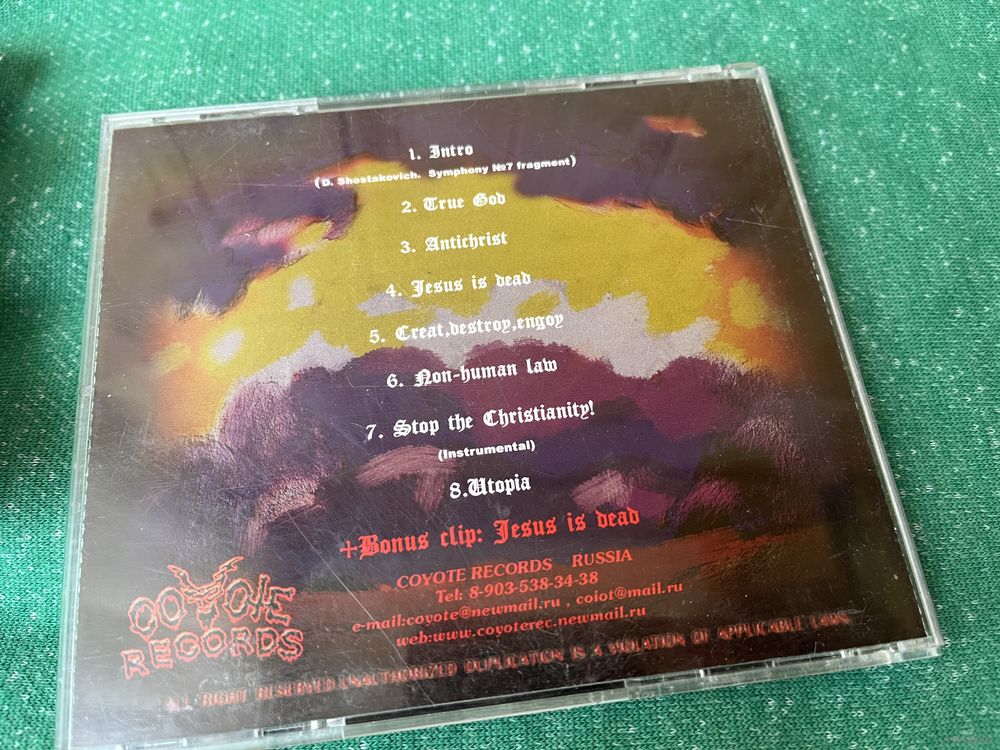 1. Intro
(D. Shostakovich. Symphony №7 fragment)
2. True God
3. Antichrist
4. Jesus is dead
5. Creat,destroy,engoy
6. Non-human law
7. Stop the Christianity!
(Instrumental)
8.Utopia
+Bonus clip: Jesus is dead
COYOTE RECORDS RUSSIA
Tel: 8-903-538-34-38
e-mail:coyote@newmail.ru , coiot@mail.ru
web:www.coyoterec.newmail.ru
COYOTE
RECORDS
ALL RIGHT RESERVED.UNAUTHORIZED DUPLICATION IS A VIOLATION OF APPLICABLE LAWS